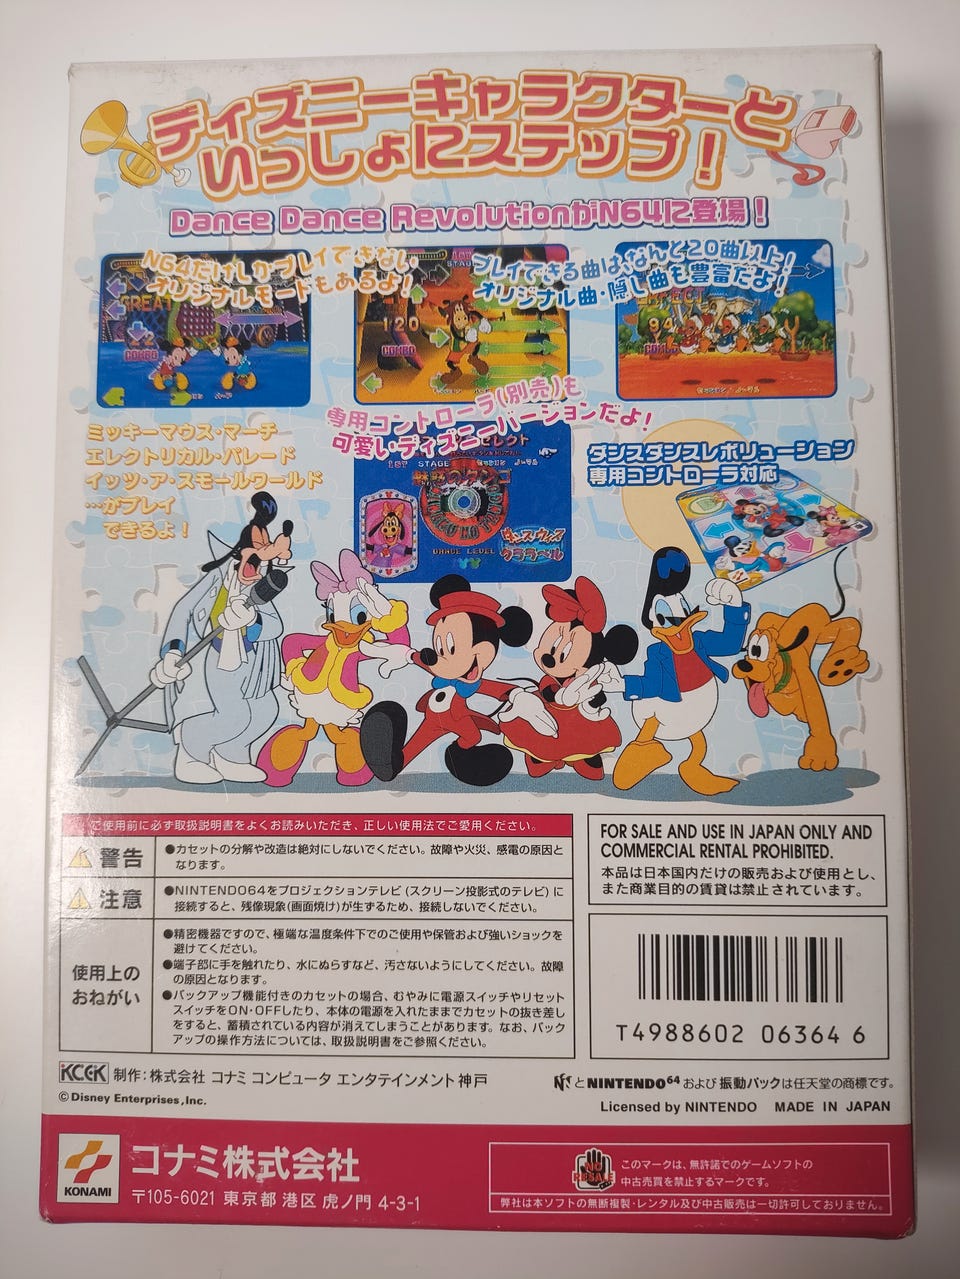 ディズニーキャラクターと
いっしょにステップ!
Dance Dance RevolutionがN64に登場!
N64だけしかプレイできない
オリジナルモードもあるよ!
プレイできる曲は、なんと20曲以上!
オリジナル曲・隠し曲も豊富だよ!
GREAT
COMBO
1ST
STAGE
120
COMBO
94
専用コントローラ(別売)も
可愛いディズニーバージョンだよ!
ミッキーマウス・マーチ
エレクトリカル・パレード
イッツ・ア・スモールワールド
…がプレイ
できるよ!
1ST STAGE
魅惑のタンゴ
DANCE LEVEL
ダンスダンスレボリューション
専用コントローラ対応
ご使用前に必ず取扱説明書をよくお読みいただき、正しい使用法でご愛用ください。
警告
●カセットの分解や改造は絶対にしないでください。故障や火災、感電の原因と
なります。
注意
●NINTENDO64をプロジェクションテレビ(スクリーン投影式のテレビ)に
接続すると、残像現象(画面焼け)が生ずるため、接続しないでください。
使用上の
おねがい
●精密機器ですので、極端な温度条件下でのご使用や保管および強いショックを
避けてください。
●端子部に手を触れたり、水にぬらすなど、汚さないようにしてください。故障
の原因となります。
●バックアップ機能付きのカセットの場合、むやみに電源スイッチやリセット
スイッチをON・OFFしたり、本体の電源を入れたままでカセットの抜き差し
をすると、蓄積されている内容が消えてしまうことがあります。なお、バック
アップの操作方法については、取扱説明書をご参照ください。
FOR SALE AND USE IN JAPAN ONLY AND
COMMERCIAL RENTAL PROHIBITED.
本品は日本国内だけの販売および使用とし、
また商業目的の賃貸は禁止されています。
T4988602 06364 6
KCEK 制作:株式会社 コナミ コンピュータ エンタテインメント 神戸
©Disney Enterprises,Inc.
とNINTENDO64 および 振動パックは任天堂の商標です。
Licensed by NINTENDO MADE IN JAPAN
KONAMI
コナミ株式会社
〒105-6021 東京都 港区 虎ノ門 4-3-1
NO
RESALE
このマークは、無許諾でのゲームソフトの
中古売買を禁止するマークです。
弊社は本ソフトの無断複製・レンタル及び中古販売は一切許可しておりません。